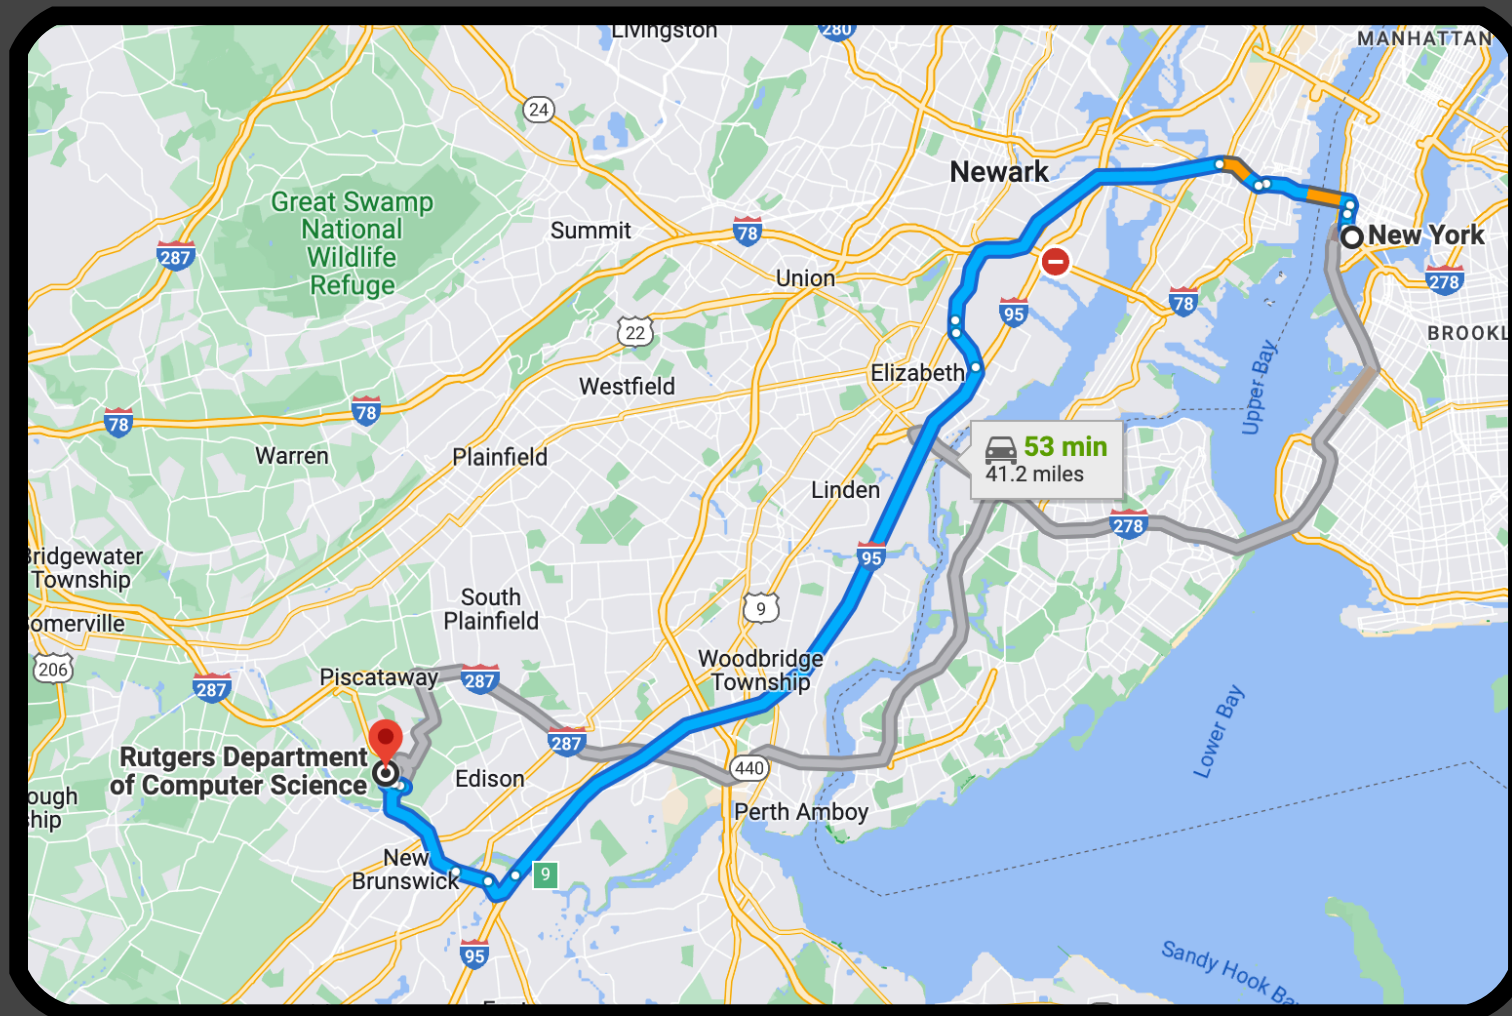 Livingston
280
MANHATTAN
24
Newark
Great Swamp
National
Wildlife
Refuge
Summit
78
287
New York
Union
278
95
78
22
BROOKL
Upper Bay
Westfield
Elizabeth
78
78
Warren
Plainfield
53 min
41.2 miles
Linden
278
95
Bridgewater
Township
South
Plainfield
9
Somerville
206
Woodbridge
Township
Piscataway
287
287
Lower Bay
287
Rutgers Department
of Computer Science
440
Edison
ough
hip
Perth Amboy
New
Brunswick
9
95
Sandy Hook Ba